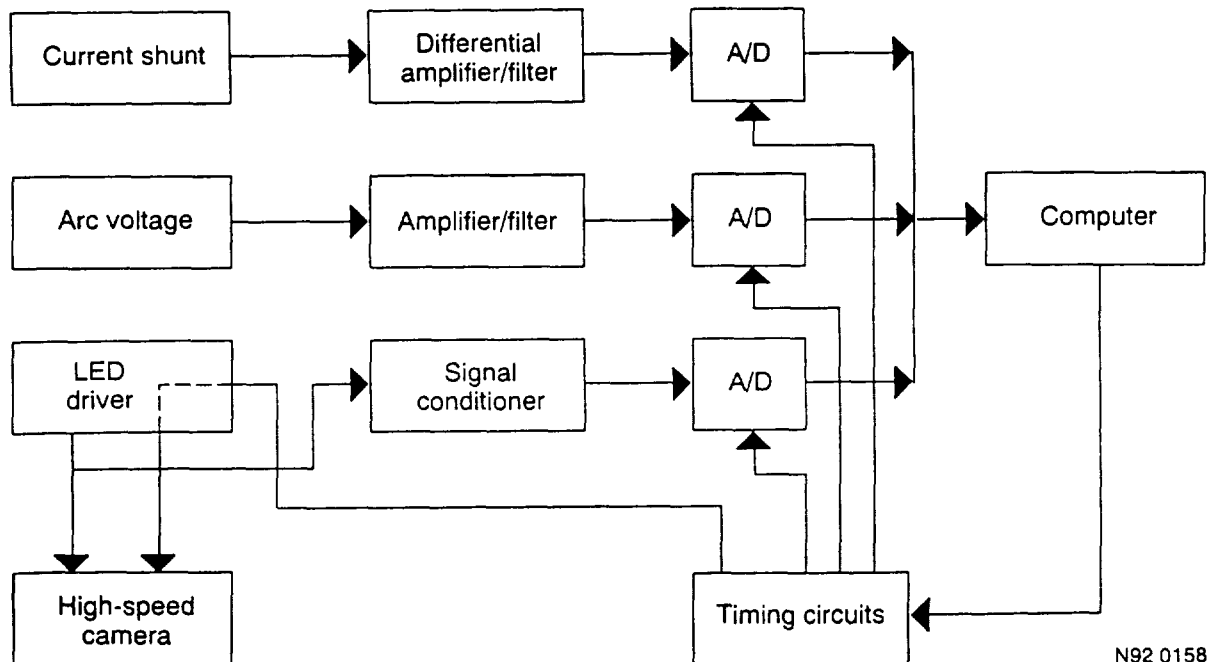 Current shunt
Differential
amplifier/filter
A/D
Arc voltage
Amplifier/filter
A/D
Computer
LED
driver
Signal
conditioner
A/D
High-speed
camera
Timing circuits
N92 0158